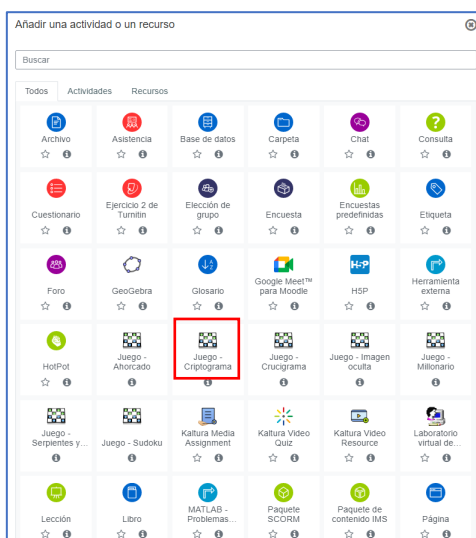 Añadir una actividad o un recurso
Buscar
Todos Actividades Recursos
Archivo Asistencia Base de datos Carpeta Chat Consulta
Cuestionario Ejercicio 2 de Turnitin Elección de grupo Encuesta Encuestas predefinidas Etiqueta
Foro GeoGebra Glosario Google Meet™ para Moodle H5P Herramienta externa
HotPot Juego - Ahorcado Juego - Criptograma Juego - Crucigrama Juego - Imagen oculta Juego - Millonario
Juego - Serpientes y... Juego - Sudoku Kaltura Media Assignment Kaltura Video Quiz Kaltura Video Resource Laboratorio virtual de...
Lección Libro MATLAB - Problemas... Paquete SCORM Paquete de contenido IMS Página